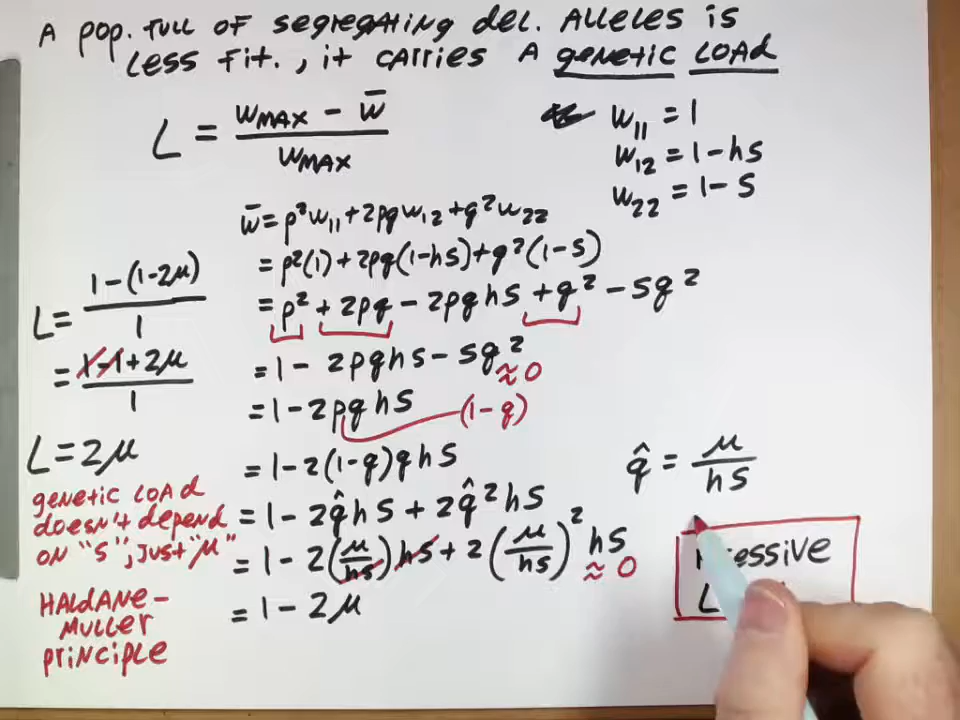 A pop. full of segregating del. Alleles is
less fit., it carries A genetic LOAD
L = (wMAX - w̄) / wMAX
w₁₁ = 1
w₁₂ = 1 - hs
w₂₂ = 1 - s
w̄ = p²w₁₁ + 2pqw₁₂ + q²w₂₂
= p²(1) + 2pq(1-hs) + q²(1-s)
= p² + 2pq - 2pqhs + q² - sq²
= 1 - 2pqhs - sq² ≈ 0
= 1 - 2pqhs (1-q)
= 1 - 2(1-q)qhs
= 1 - 2q̂hs + 2q̂²hs
= 1 - 2(μ/hs)hs + 2(μ/hs)²hs ≈ 0
= 1 - 2μ
L = (1 - (1-2μ)) / 1
= (1 - 1 + 2μ) / 1
L = 2μ
genetic LOAD
doesn't depend
ON "S", just "μ"
HALDANE-
MULLER
principle
q̂ = μ/hs
L